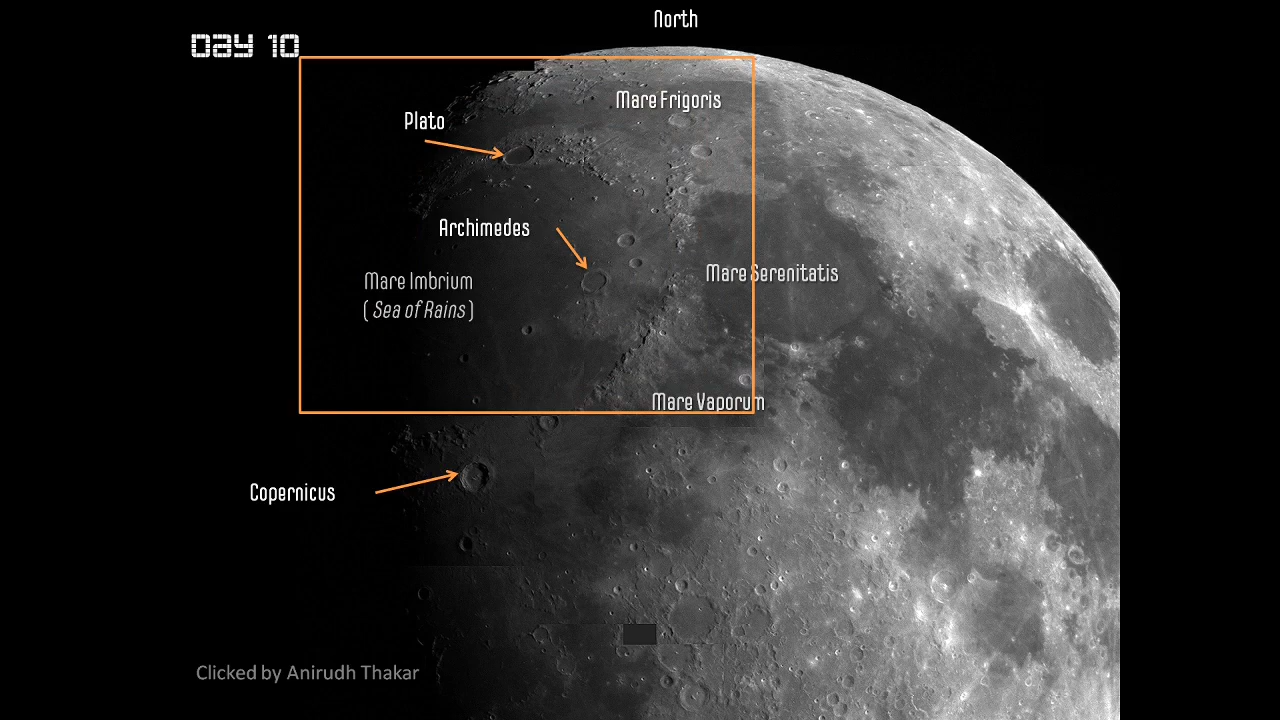 North
Day 10
Mare Frigoris
Plato
Archimedes
Mare Serenitatis
Mare Imbrium
( Sea of Rains )
Mare Vaporum
Copernicus
Clicked by Anirudh Thakar